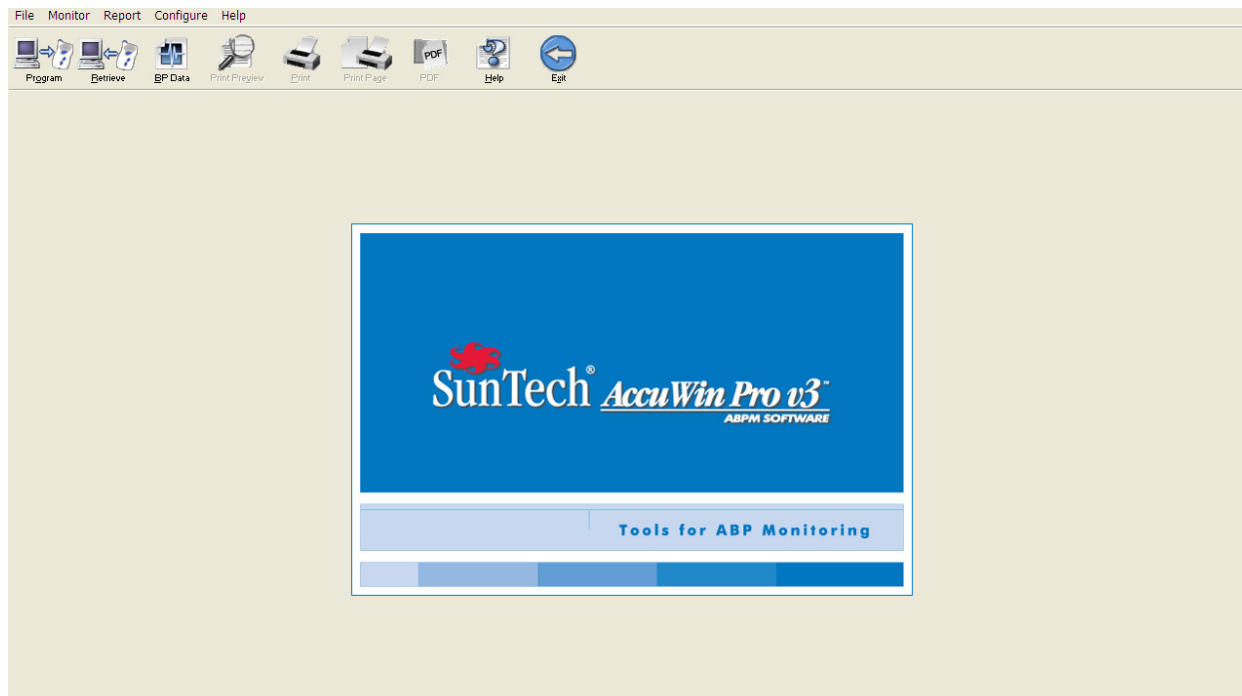 File Monitor Report Configure Help
PDF
Program Retrieve BP Data Print Preview Print Print Page PDF Help Exit
SunTech® AccuWin Pro v3™
ABPM SOFTWARE
Tools for ABP Monitoring